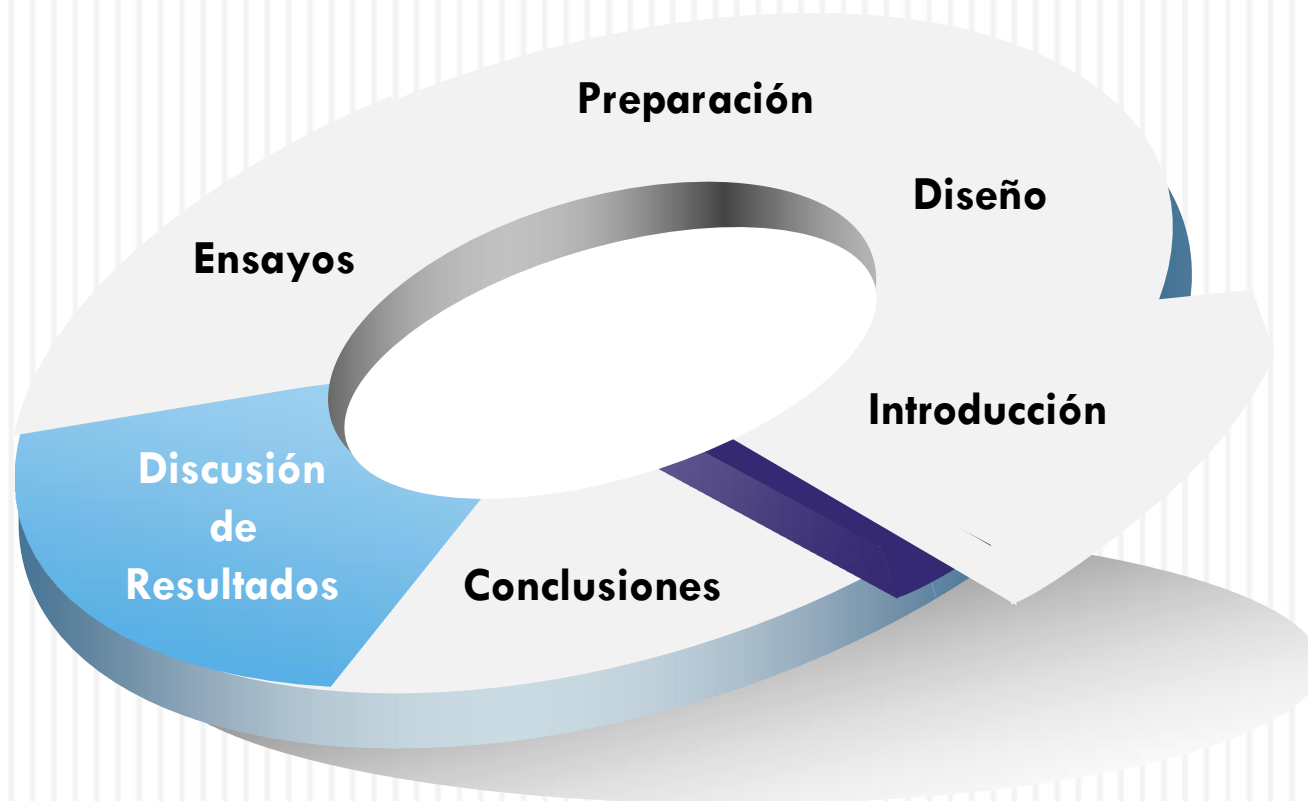 Preparación
Diseño
Ensayos
Introducción
Discusión
de
Resultados
Conclusiones